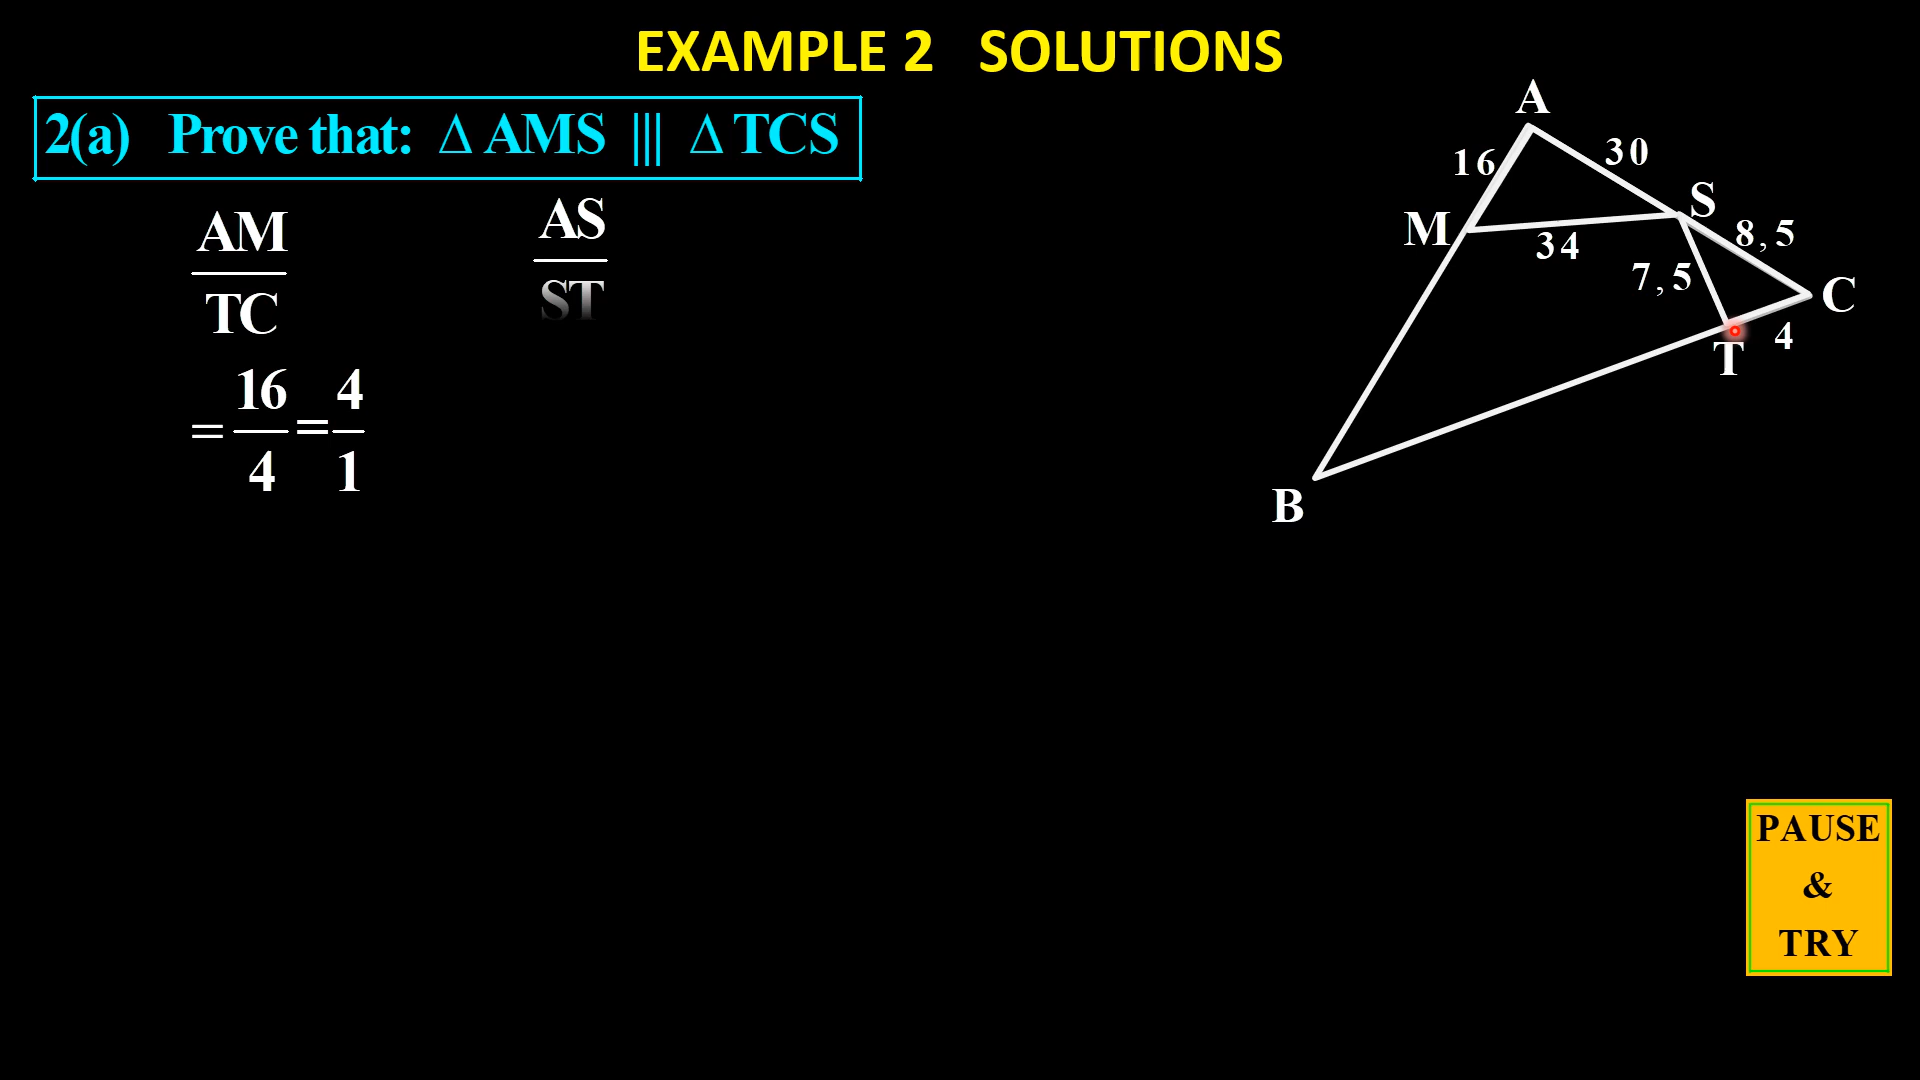 EXAMPLE 2 SOLUTIONS
2(a) Prove that: Δ AMS ||| Δ TCS
AM
TC
= 16/4 = 4/1
AS
ST
A
16
30
M
S
34
8,5
7,5
C
4
T
B
PAUSE
&
TRY